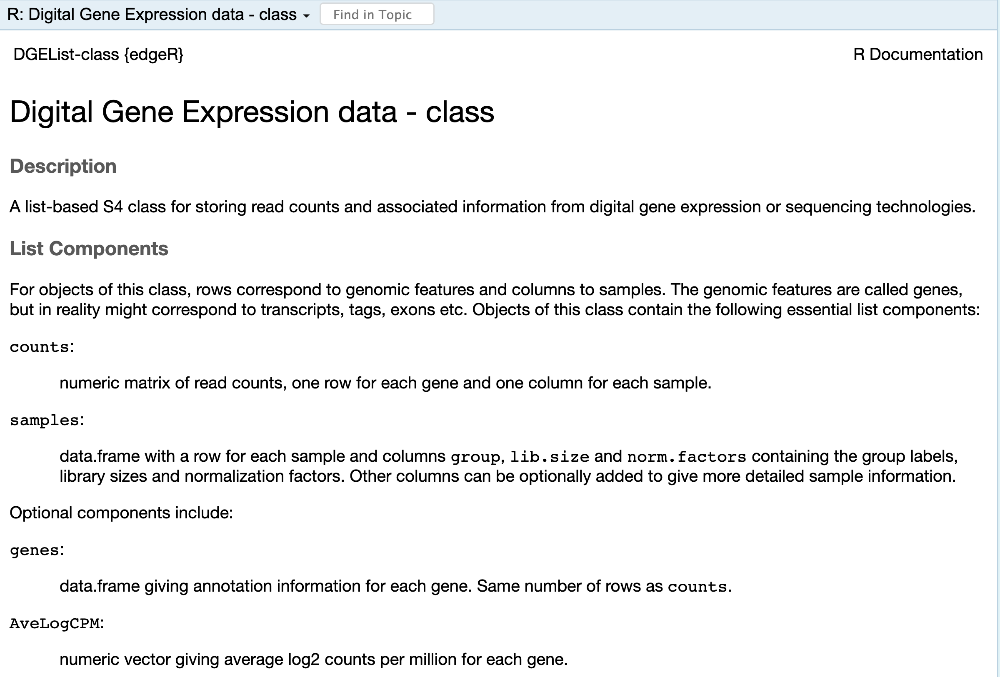 R: Digital Gene Expression data - class
Find in Topic
DGEList-class {edgeR}
R Documentation
Digital Gene Expression data - class
Description
A list-based S4 class for storing read counts and associated information from digital gene expression or sequencing technologies.
List Components
For objects of this class, rows correspond to genomic features and columns to samples. The genomic features are called genes,
but in reality might correspond to transcripts, tags, exons etc. Objects of this class contain the following essential list components:
counts:
numeric matrix of read counts, one row for each gene and one column for each sample.
samples:
data.frame with a row for each sample and columns group, lib.size and norm.factors containing the group labels,
library sizes and normalization factors. Other columns can be optionally added to give more detailed sample information.
Optional components include:
genes:
data.frame giving annotation information for each gene. Same number of rows as counts.
AveLogCPM:
numeric vector giving average log2 counts per million for each gene.